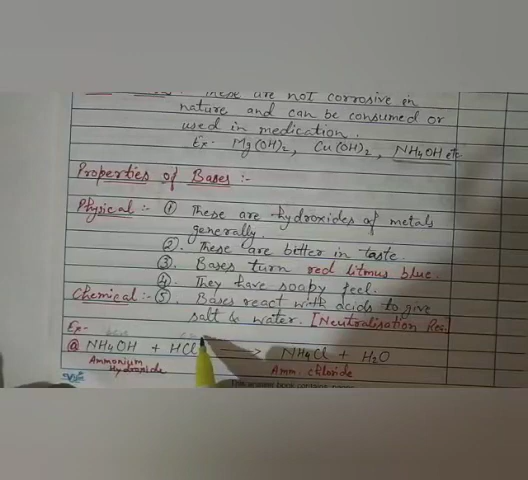 These are not corrosive in
nature and can be consumed or
used in medication.
Ex- Mg(OH)2, Cu(OH)2, NH4OH etc
Properties of Bases :-
Physical :- ① These are hydroxides of metals
generally.
②. These are bitter in taste.
③. Bases turn red litmus blue.
④. They have soapy feel.
Chemical :- ⑤. Bases react with acids to give
salt & water. [Neutralisation Rea
Ex-
ⓐ NH4OH + HCl → NH4Cl + H2O
Ammonium Hydroxide Amm. chloride